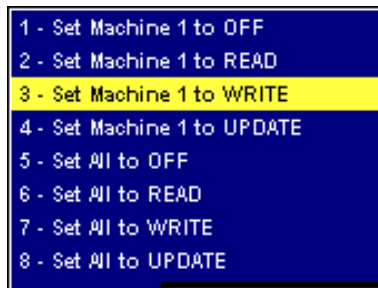 1 - Set Machine 1 to OFF
2 - Set Machine 1 to READ
3 - Set Machine 1 to WRITE
4 - Set Machine 1 to UPDATE
5 - Set All to OFF
6 - Set All to READ
7 - Set All to WRITE
8 - Set All to UPDATE